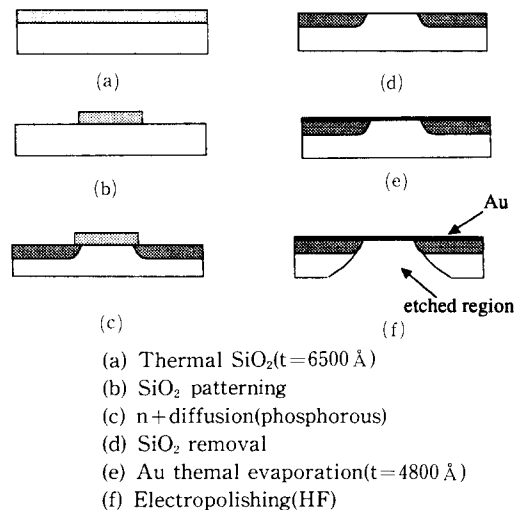 (a)
(d)
(b)
(e)
Au
etched region
(c)
(f)
(a) Thermal SiO₂(t=6500 Å)
(b) SiO₂ patterning
(c) n+diffusion(phosphorous)
(d) SiO₂ removal
(e) Au themal evaporation(t=4800 Å)
(f) Electropolishing(HF)